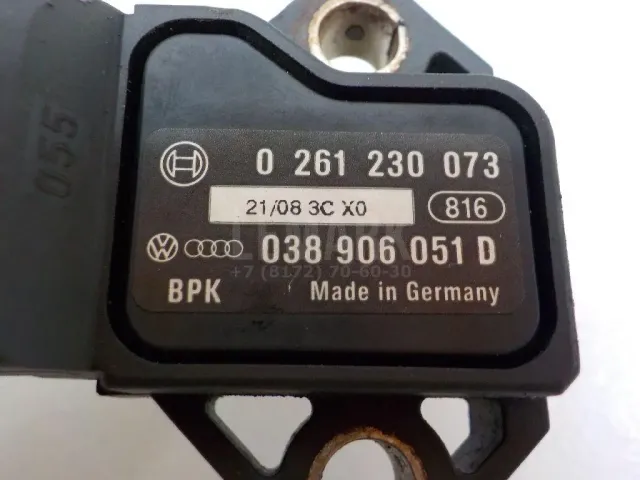 055
0 261 230 073
21/08 3C X0
816
038 906 051 D
+7 (8172) 70-60-30
BPK Made in Germany